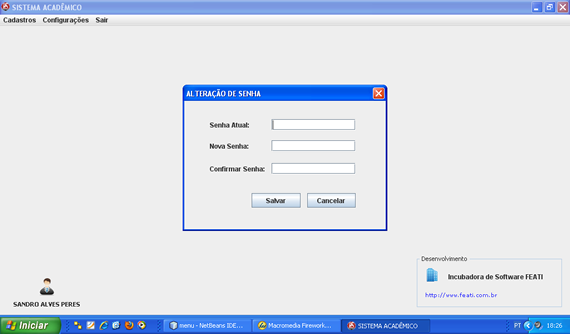 SISTEMA ACADÊMICO
Cadastros Configurações Sair
ALTERAÇÃO DE SENHA
Senha Atual:
Nova Senha:
Confirmar Senha:
Salvar Cancelar
SANDRO ALVES PERES
Desenvolvimento
Incubadora de Software FEATI
http://www.feati.com.br
Iniciar
menu - NetBeans IDE...
Macromedia Firework...
SISTEMA ACADÊMICO
PT
18:26